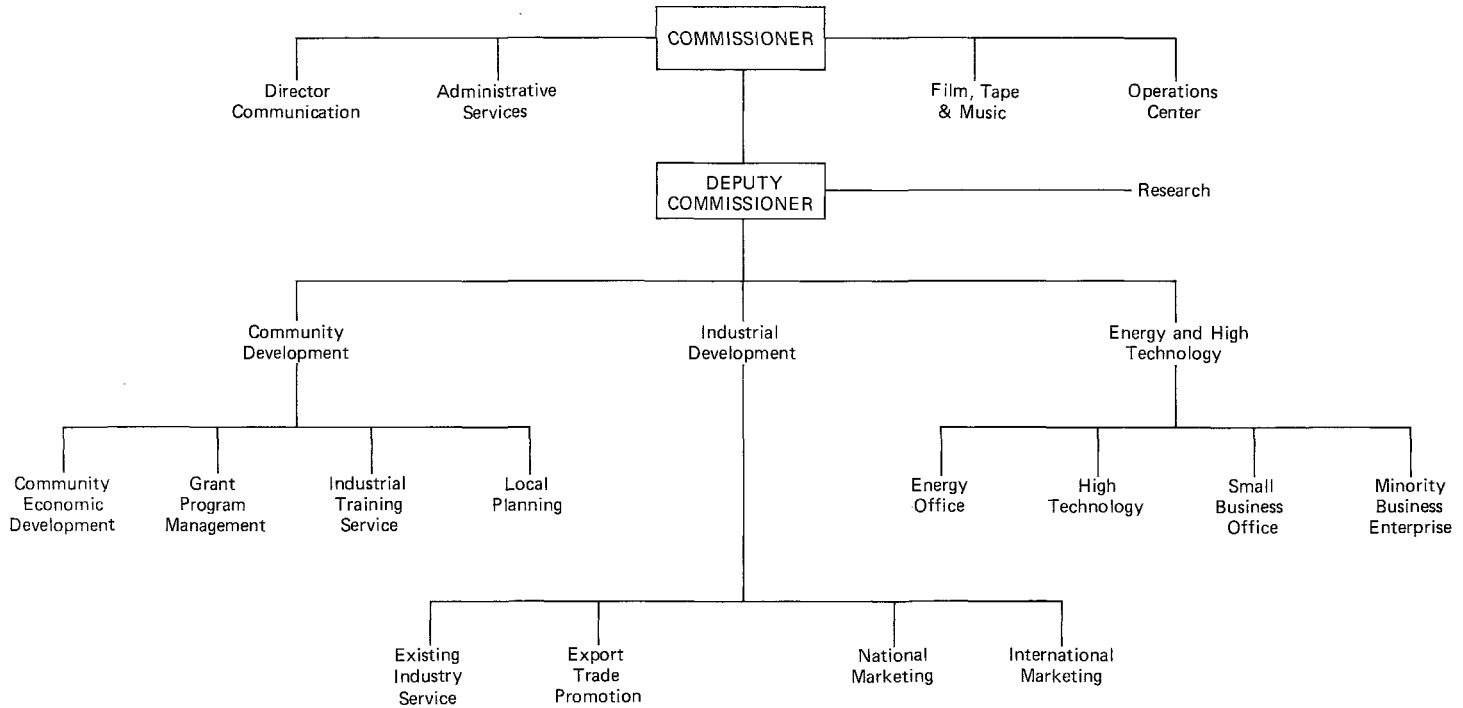 COMMISSIONER
Director
Communication
Administrative
Services
Film, Tape
& Music
Operations
Center
DEPUTY
COMMISSIONER
Research
Community
Development
Industrial
Development
Energy and High
Technology
Community
Economic
Development
Grant
Program
Management
Industrial
Training
Service
Local
Planning
Energy
Office
High
Technology
Small
Business
Office
Minority
Business
Enterprise
Existing
Industry
Service
Export
Trade
Promotion
National
Marketing
International
Marketing